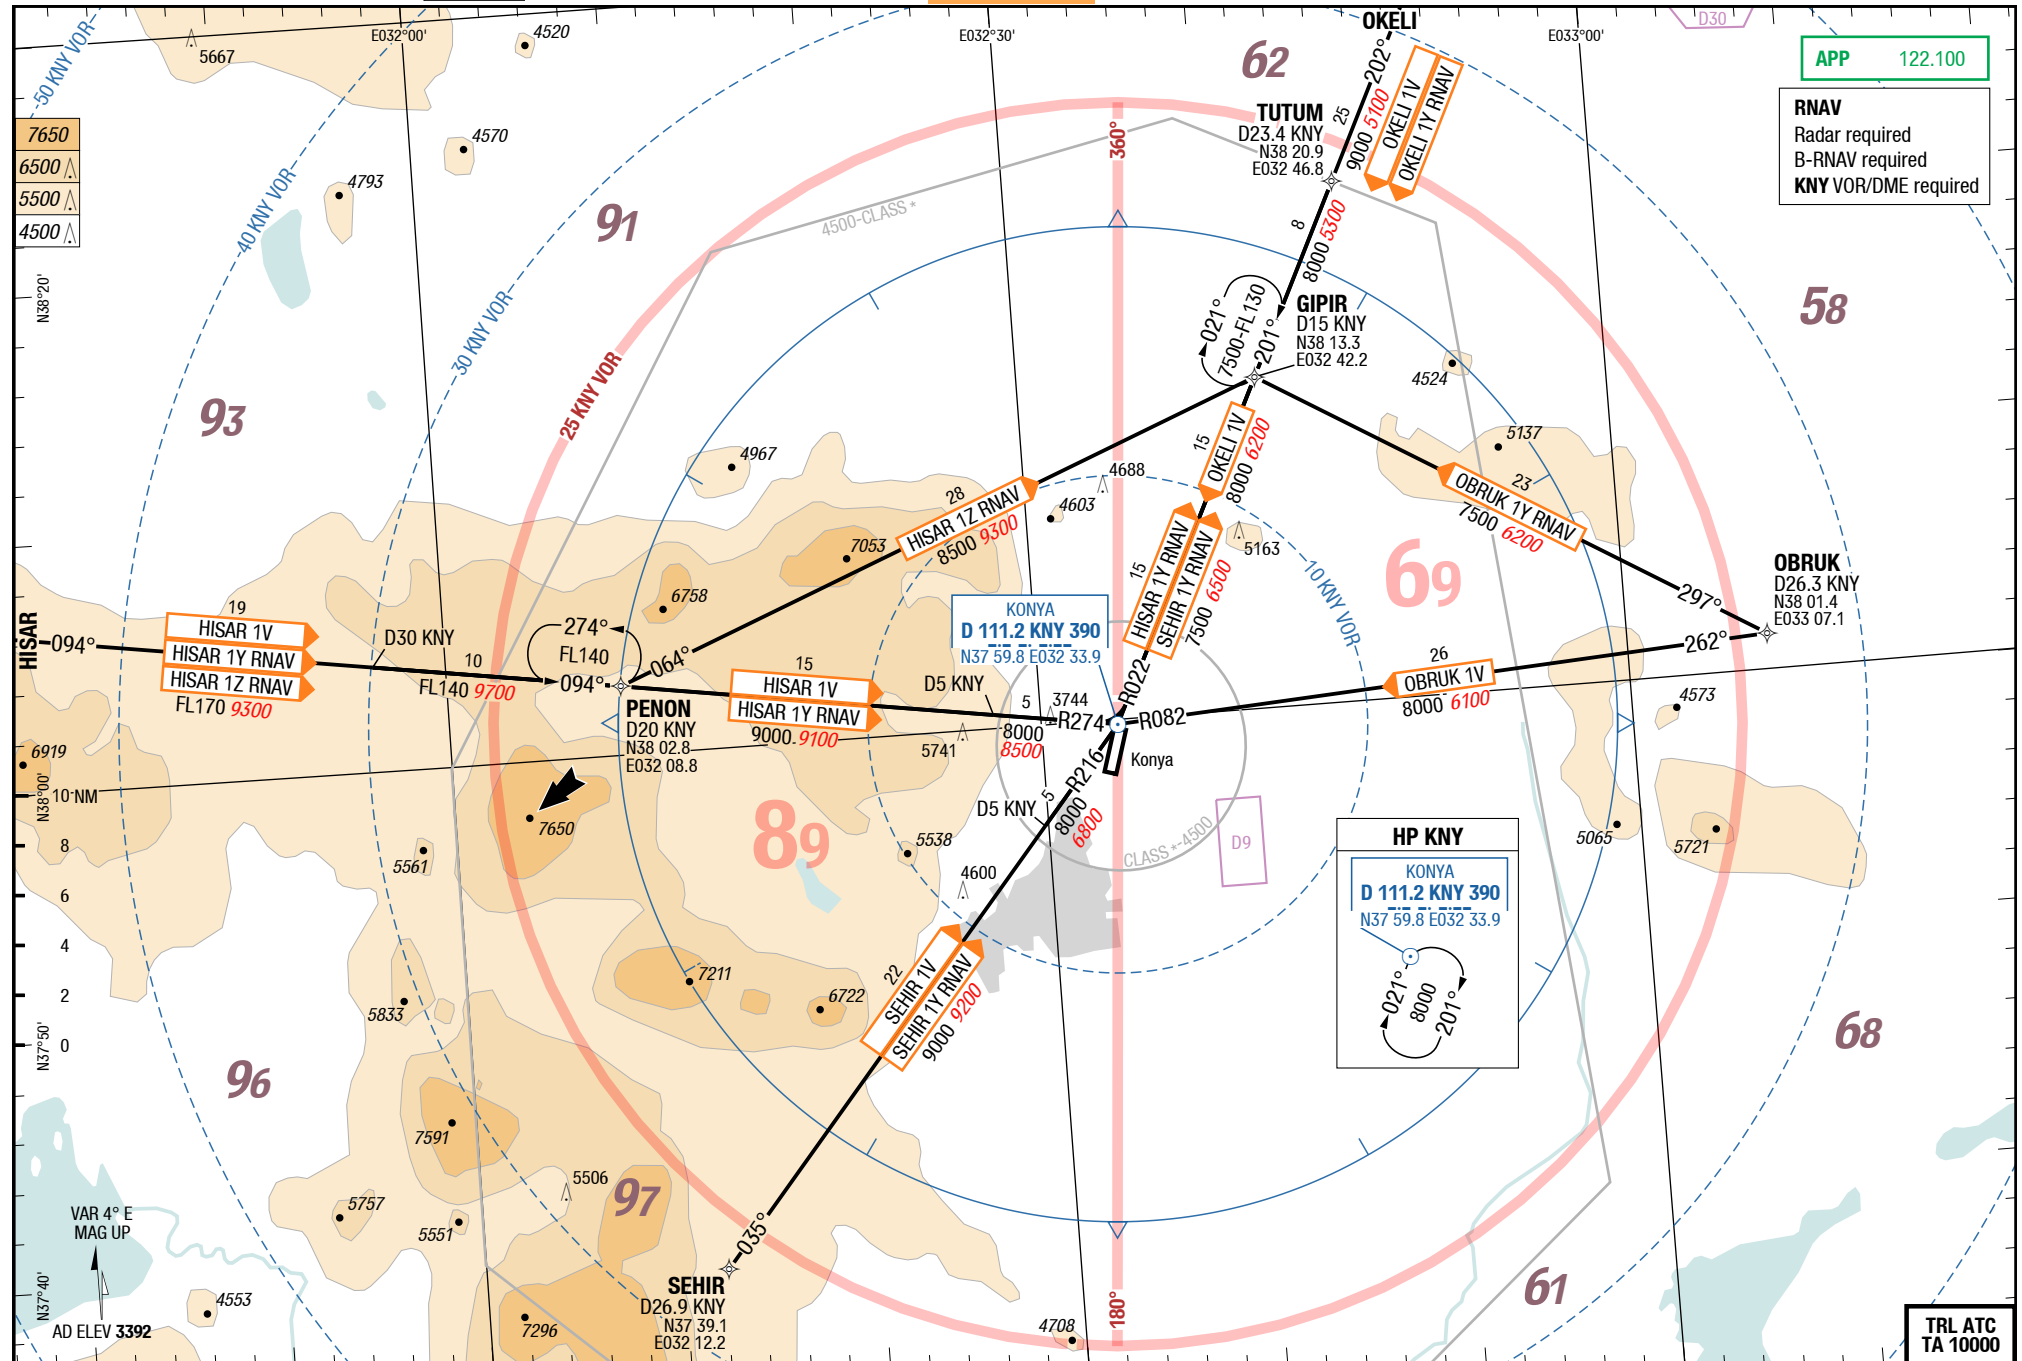 OKELI
D30
E032°00'
E032°30'
E033°00'
50 KNY VOR
5667
4520
62
APP 122.100
RNAV
Radar required
B-RNAV required
KNY VOR/DME required
7650
6500
5500
4500
4570
4793
40 KNY VOR
91
4500-CLASS *
360°
TUTUM
D23.4 KNY
N38 20.9
E032 46.8
202°
25
9000 5100
OKELI 1V
OKELI 1Y RNAV
8
8000 5300
N38°20'
30 KNY VOR
25 KNY VOR
021°
7500-FL130
201°
GIPIR
D15 KNY
N38 13.3
E032 42.2
58
4524
93
4967
4688
4603
15
OKELI 1V
8000 6200
5137
23
OBRUK 1Y RNAV
7500 6200
28
HISAR 1Z RNAV
8500 9300
7053
6758
5163
15
HISAR 1Y RNAV
SEHIR 1Y RNAV
7500 6500
10 KNY VOR
69
297°
OBRUK
D26.3 KNY
N38 01.4
E033 07.1
262°
HISAR
094°
19
HISAR 1V
HISAR 1Y RNAV
HISAR 1Z RNAV
FL170 9300
D30 KNY
10
FL140 9700
274°
FL140
094°
064°
PENON
D20 KNY
N38 02.8
E032 08.8
15
HISAR 1V
HISAR 1Y RNAV
9000 9100
D5 KNY
KONYA
D 111.2 KNY 390
N37 59.8 E032 33.9
5
3744
8000
8500
R274
R022
R082
R216
Konya
26
OBRUK 1V
8000 6100
4573
5741
6919
N38°00'
10 NM
8
6
4
2
0
7650
5561
89
5538
4600
D5 KNY
5
8000
6800
CLASS *-4500
D9
5065
5721
HP KNY
KONYA
D 111.2 KNY 390
N37 59.8 E032 33.9
021°
8000
201°
7211
6722
5833
22
SEHIR 1V
SEHIR 1Y RNAV
9000 9200
68
N37°50'
96
7591
5506
97
5757
5551
035°
SEHIR
D26.9 KNY
N37 39.1
E032 12.2
VAR 4° E
MAG UP
AD ELEV 3392
N37°40'
4553
7296
4708
180°
61
TRL ATC
TA 10000